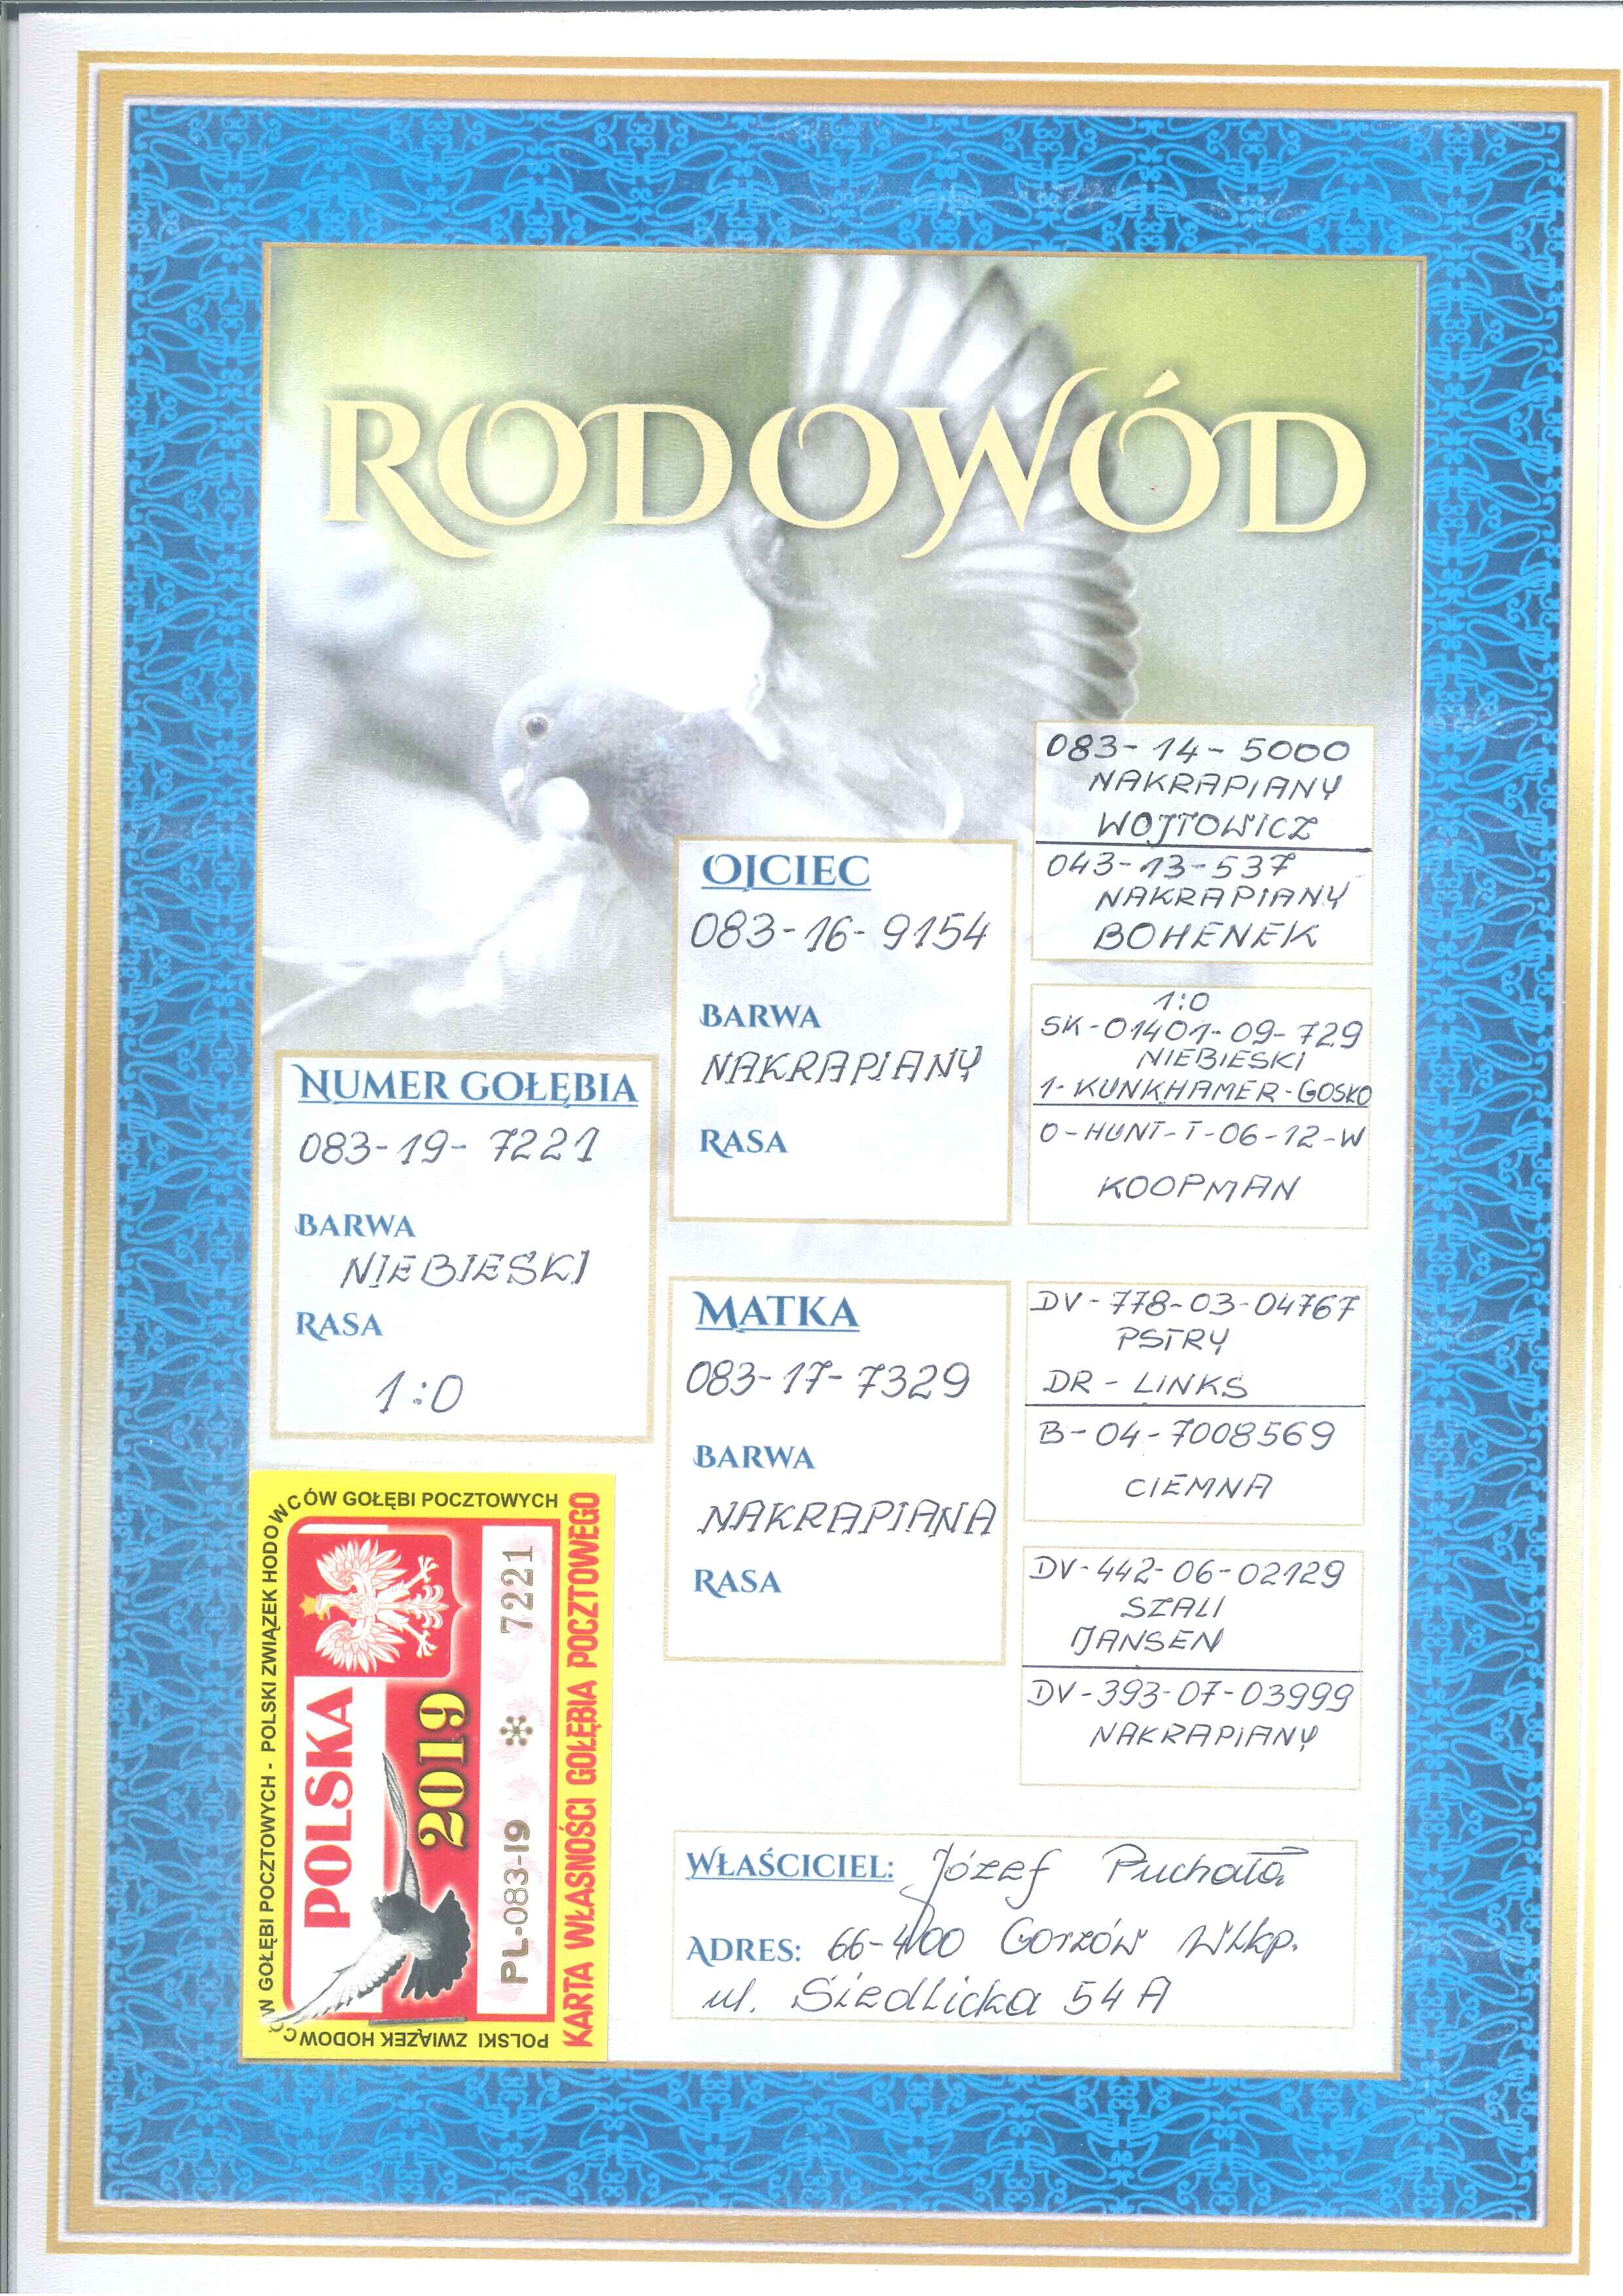 RODOWÓD
NUMER GOŁĘBIA
083-19-7221
BARWA
NIEBIESKI
RASA
1:0
OJCIEC
083-16-9154
BARWA
NAKRAPIANY
RASA
MATKA
083-17-7329
BARWA
NAKRAPIANA
RASA
083-14-5000
NAKRAPIANY
WOJTOWICZ
043-13-537
NAKRAPIANY
BOHENEK
1:0
SK-01401-09-729
NIEBIESKI
1-KUNKHAMER-GOSKO
0-HUNT-T-06-12-W
KOOPMAN
DV-778-03-04767
PSTRY
DR-LINKS
B-04-7008569
CIEMNA
DV-442-06-02129
SZALI
JANSEN
DV-393-07-03999
NAKRAPIANY
POLSKI ZWIĄZEK HODOWCÓW GOŁĘBI POCZTOWYCH - POLSKI ZWIĄZEK HODOWCÓW GOŁĘBI POCZTOWYCH
POLSKA
2019
PL-083-19 * 7221
KARTA WŁASNOŚCI GOŁĘBIA POCZTOWEGO
WŁAŚCICIEL: Józef Puchała
ADRES: 66-400 Gorzów Wlkp.
ul. Siedlicka 54A